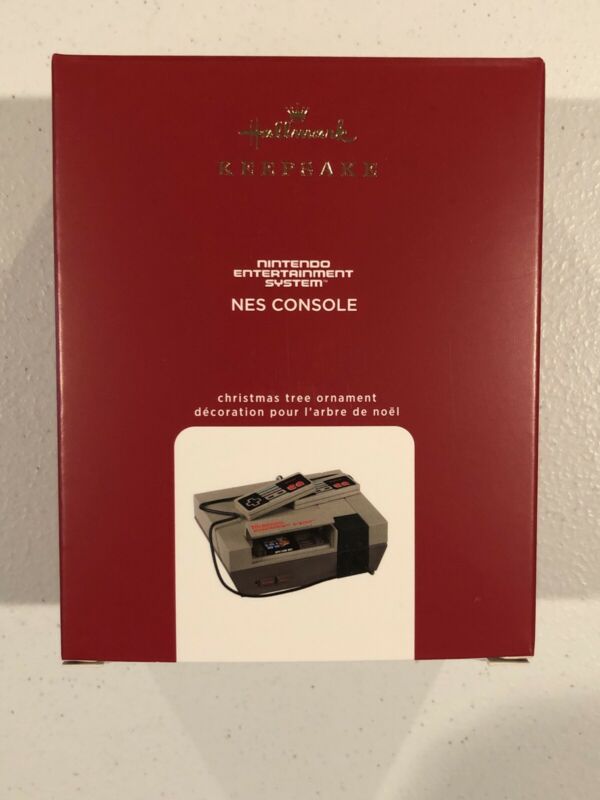 Hallmark
KEEPSAKE
NINTENDO
ENTERTAINMENT
SYSTEM™
NES CONSOLE
christmas tree ornament
décoration pour l'arbre de noël